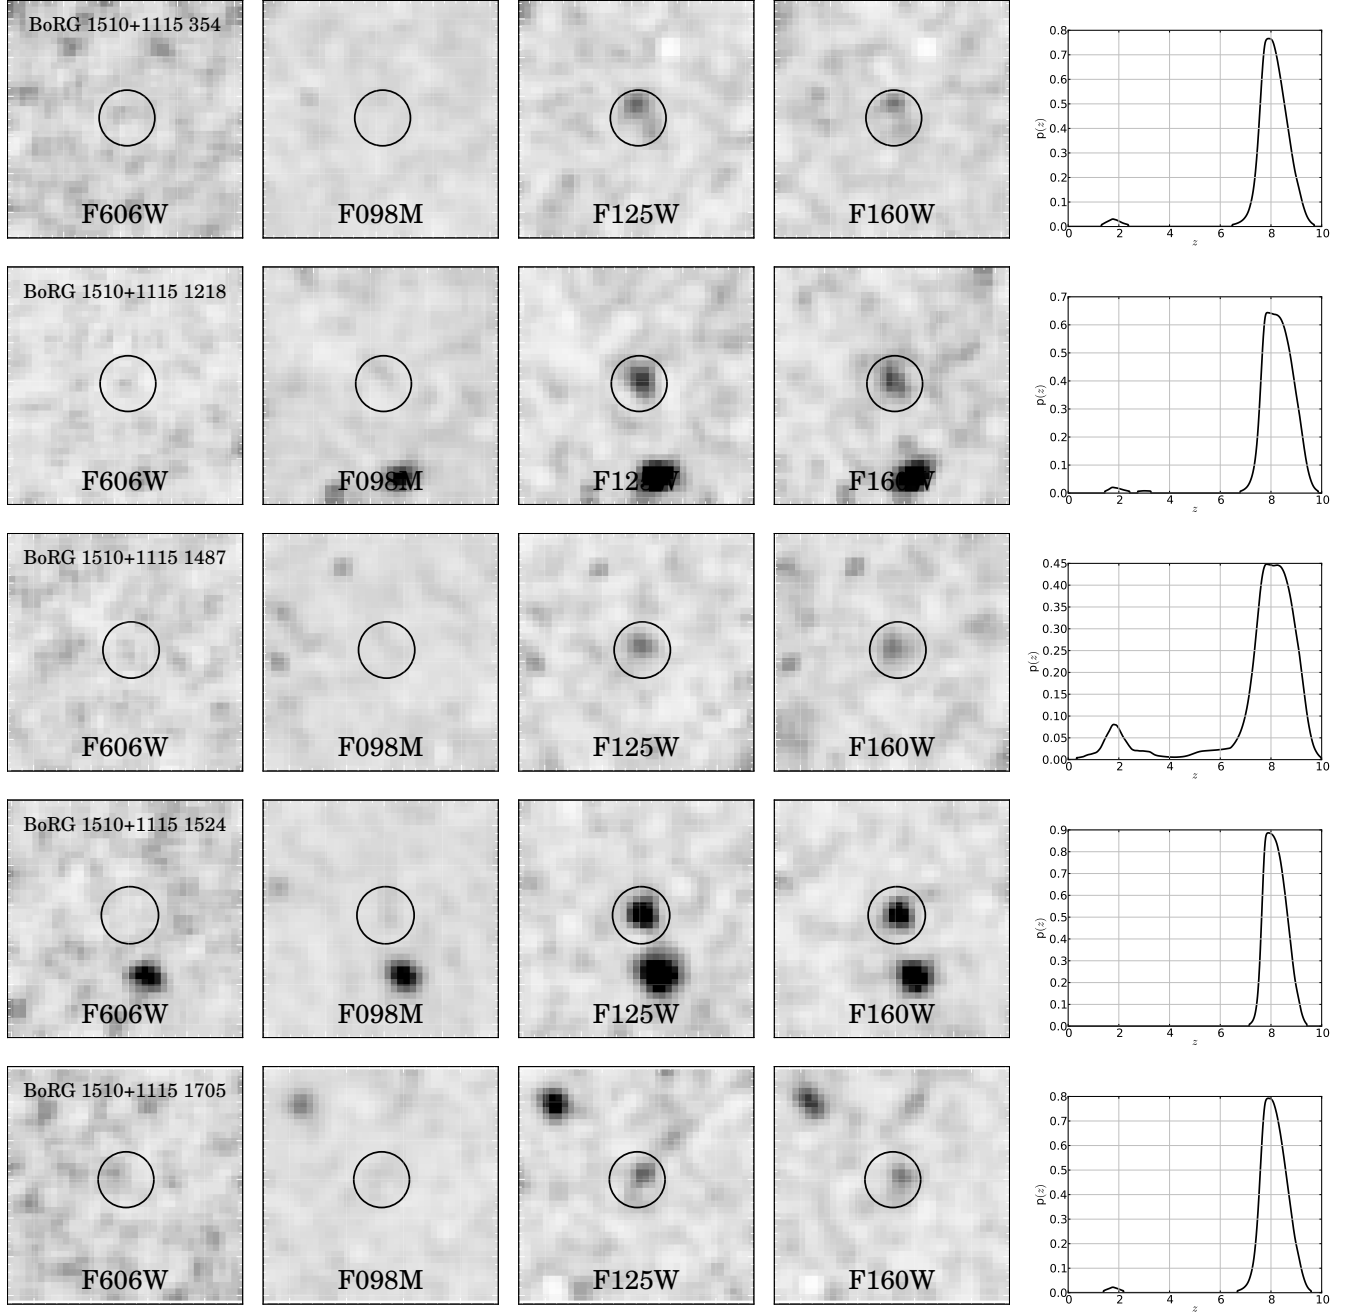 BoRG 1510+1115 354
F606W
F098M
F125W
F160W
0.8
0.7
0.6
0.5
0.4
0.3
0.2
0.1
0.0
p(z)
0 2 4 6 8 10
z
BoRG 1510+1115 1218
F606W
F098M
F125W
F160W
0.7
0.6
0.5
0.4
0.3
0.2
0.1
0.0
p(z)
0 2 4 6 8 10
z
BoRG 1510+1115 1487
F606W
F098M
F125W
F160W
0.45
0.40
0.35
0.30
0.25
0.20
0.15
0.10
0.05
0.00
p(z)
0 2 4 6 8 10
z
BoRG 1510+1115 1524
F606W
F098M
F125W
F160W
0.9
0.8
0.7
0.6
0.5
0.4
0.3
0.2
0.1
0.0
p(z)
0 2 4 6 8 10
z
BoRG 1510+1115 1705
F606W
F098M
F125W
F160W
0.8
0.7
0.6
0.5
0.4
0.3
0.2
0.1
0.0
p(z)
0 2 4 6 8 10
z